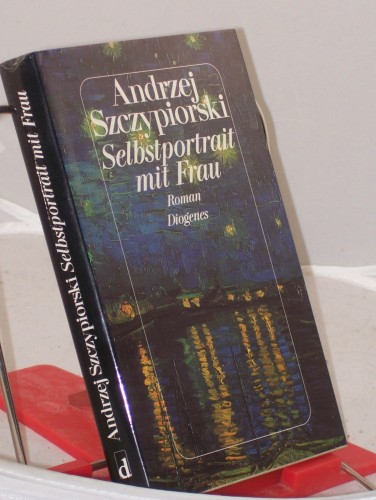 Andrzej
Szczypiorski
Selbstportrait
mit Frau
Roman
Diogenes
Andrzej Szczypiorski Selbstportrait mit Frau
d